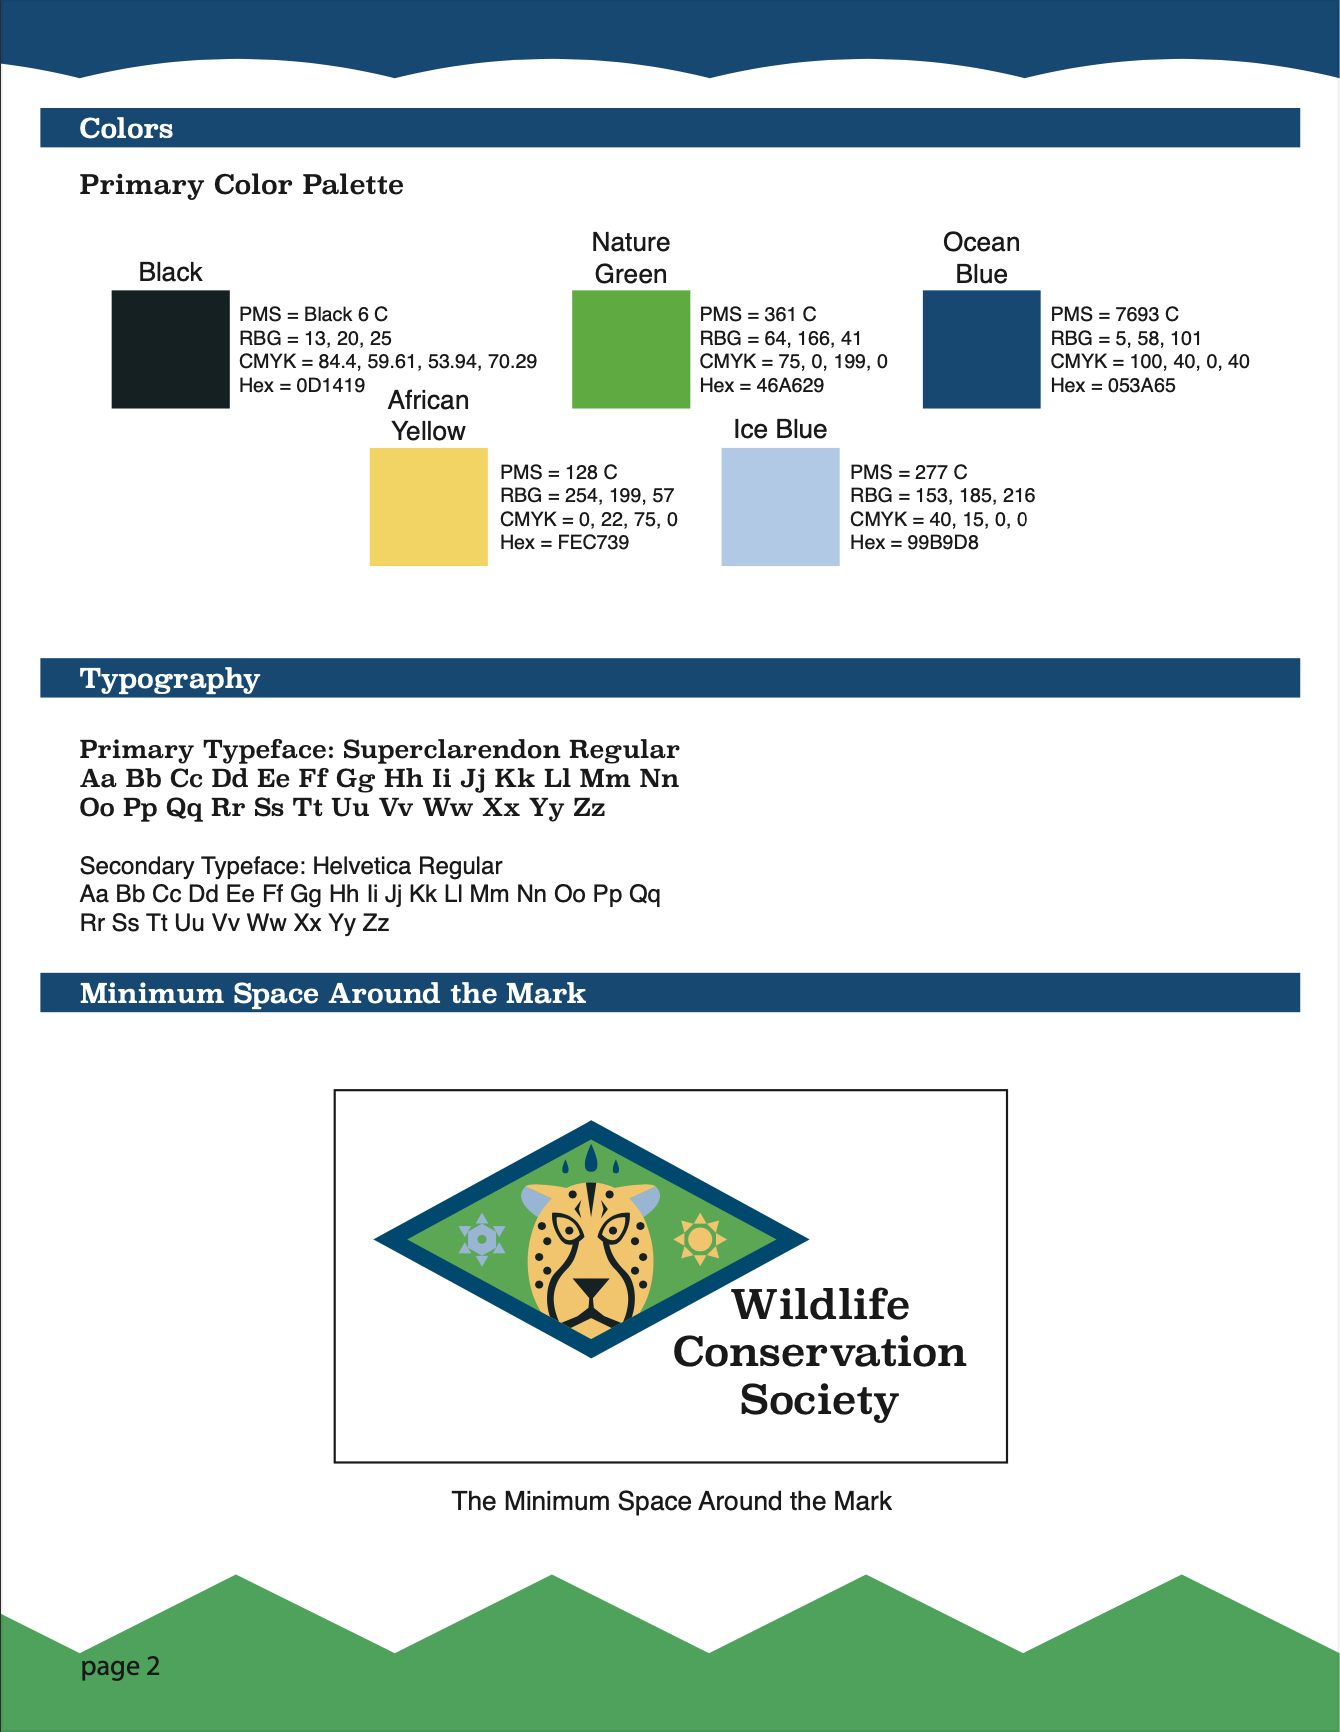 Colors
Primary Color Palette
Black
PMS = Black 6 C
RBG = 13, 20, 25
CMYK = 84.4, 59.61, 53.94, 70.29
Hex = 0D1419
Nature
Green
PMS = 361 C
RBG = 64, 166, 41
CMYK = 75, 0, 199, 0
Hex = 46A629
Ocean
Blue
PMS = 7693 C
RBG = 5, 58, 101
CMYK = 100, 40, 0, 40
Hex = 053A65
African
Yellow
PMS = 128 C
RBG = 254, 199, 57
CMYK = 0, 22, 75, 0
Hex = FEC739
Ice Blue
PMS = 277 C
RBG = 153, 185, 216
CMYK = 40, 15, 0, 0
Hex = 99B9D8
Typography
Primary Typeface: Superclarendon Regular
Aa Bb Cc Dd Ee Ff Gg Hh Ii Jj Kk Ll Mm Nn
Oo Pp Qq Rr Ss Tt Uu Vv Ww Xx Yy Zz
Secondary Typeface: Helvetica Regular
Aa Bb Cc Dd Ee Ff Gg Hh Ii Jj Kk Ll Mm Nn Oo Pp Qq
Rr Ss Tt Uu Vv Ww Xx Yy Zz
Minimum Space Around the Mark
Wildlife
Conservation
Society
The Minimum Space Around the Mark
page 2